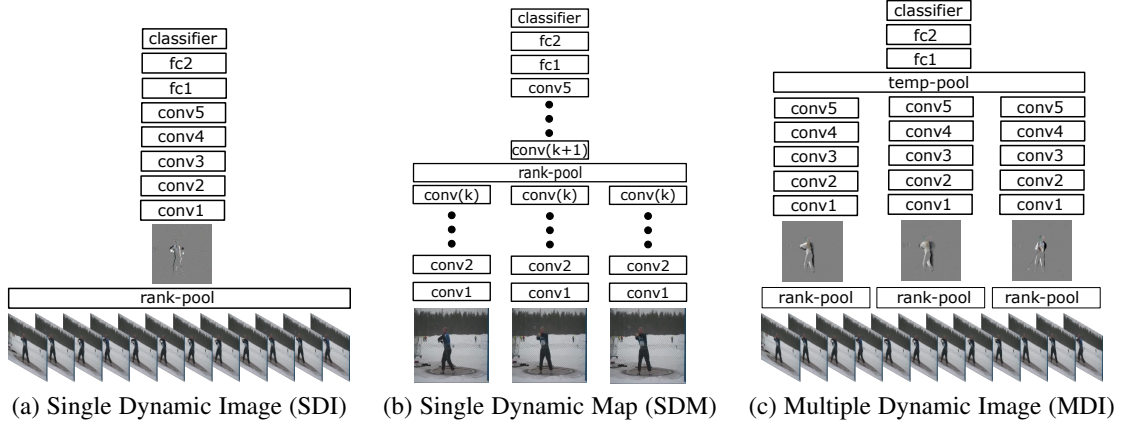 classifier
fc2
fc1
conv5
conv4
conv3
conv2
conv1
rank-pool
(a) Single Dynamic Image (SDI)
classifier
fc2
fc1
conv5
conv(k+1)
rank-pool
conv(k) conv(k) conv(k)
conv2 conv2 conv2
conv1 conv1 conv1
(b) Single Dynamic Map (SDM)
classifier
fc2
fc1
temp-pool
conv5 conv5 conv5
conv4 conv4 conv4
conv3 conv3 conv3
conv2 conv2 conv2
conv1 conv1 conv1
rank-pool rank-pool rank-pool
(c) Multiple Dynamic Image (MDI)